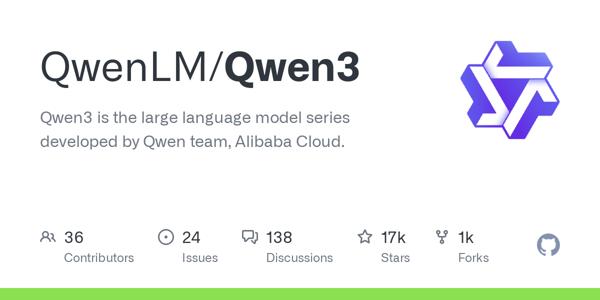 QwenLM/Qwen3
Qwen3 is the large language model series
developed by Qwen team, Alibaba Cloud.
36 24 138 17k 1k
Contributors Issues Discussions Stars Forks